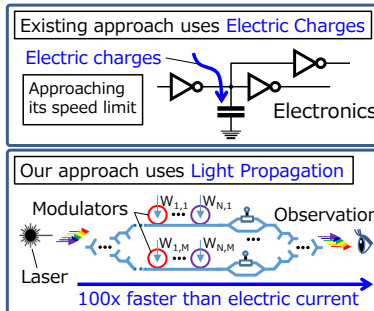 Existing approach uses Electric Charges
Electric charges
Approaching
its speed limit
Electronics
Our approach uses Light Propagation
W1,1 ••• WN,1
Modulators
Observation
•••
W1,M WN,M
•••
Laser
100x faster than electric current